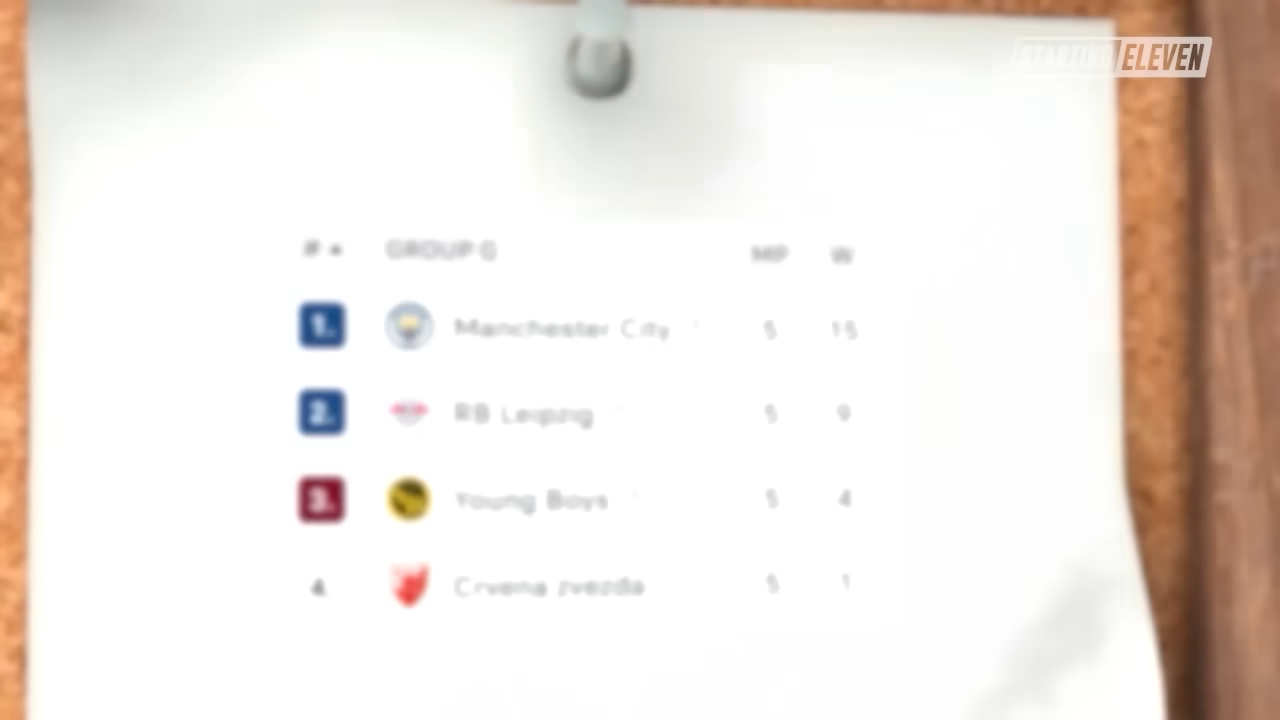 STARTING ELEVEN
# GROUP G MP W
1. Manchester City 5 15
2. RB Leipzig 5 9
3. Young Boys 5 4
4. Crvena zvezda 5 1